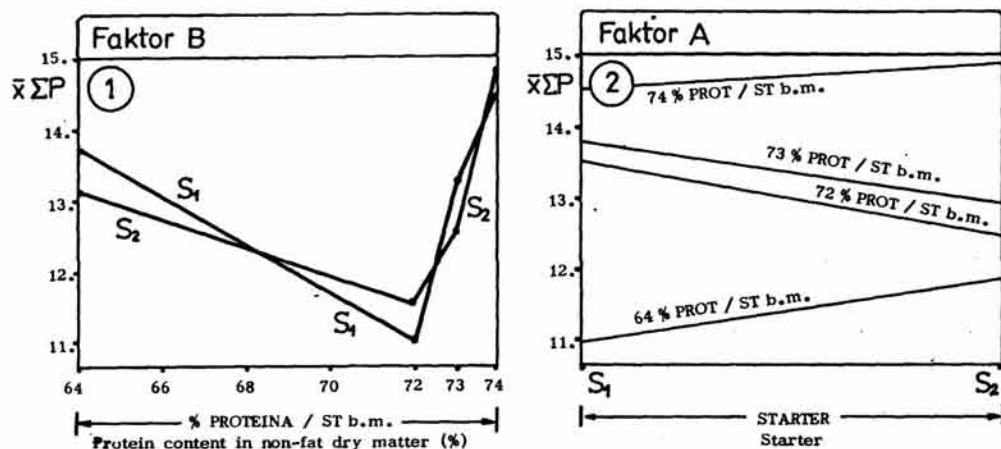 Faktor B
x̄ ΣP
1
15.
14.
13.
12.
11.
S1
S2
S1
S2
64 66 68 70 72 73 74
% PROTEINA / ST b.m.
Protein content in non-fat dry matter (%)
Faktor A
x̄ ΣP
2
15.
14.
13.
12.
11.
74 % PROT / ST b.m.
73 % PROT / ST b.m.
72 % PROT / ST b.m.
64 % PROT / ST b.m.
S1 S2
STARTER
Starter